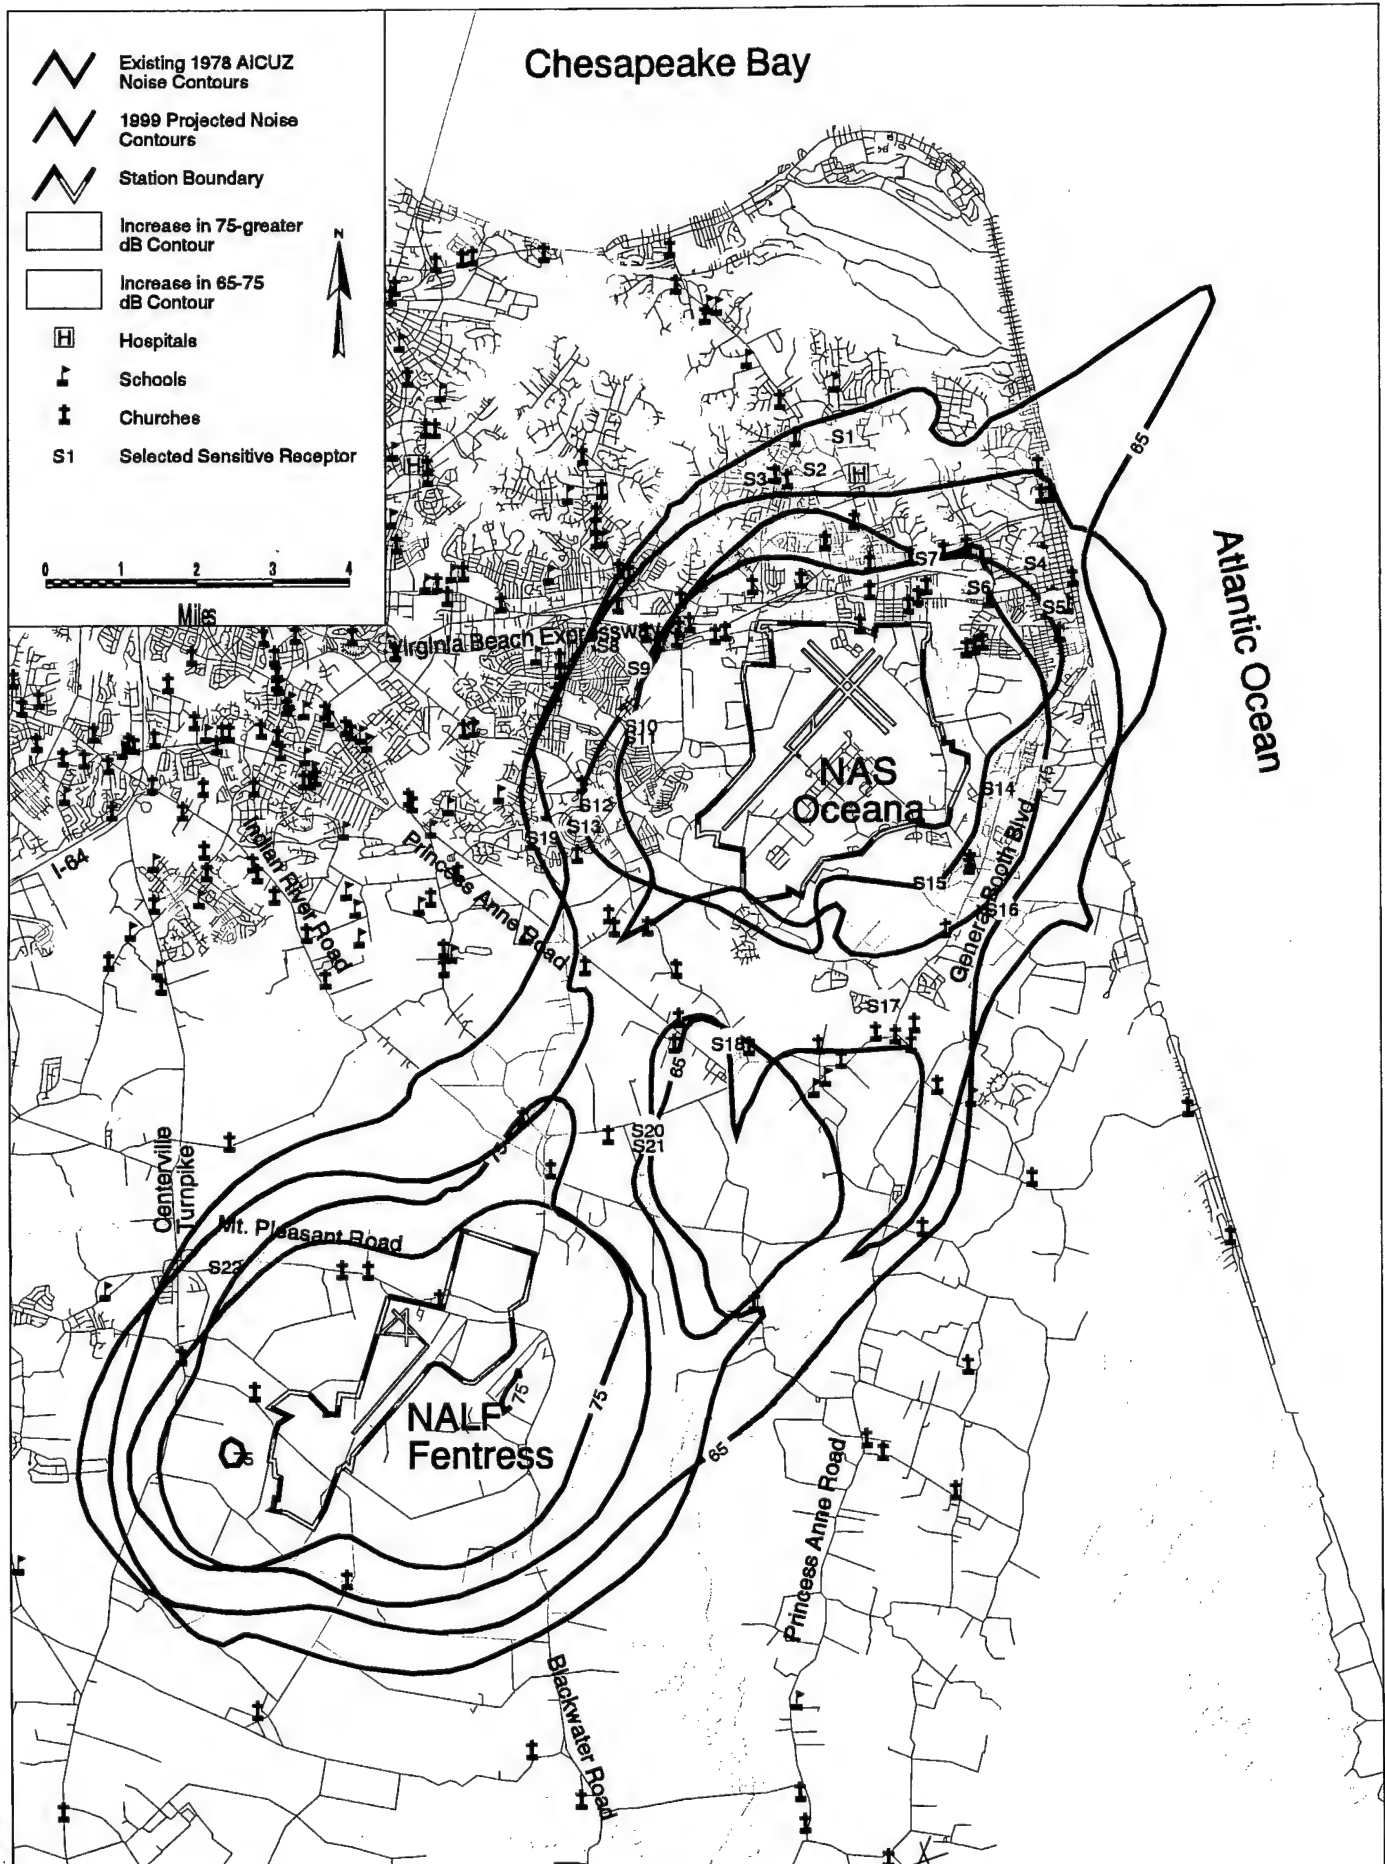 Existing 1978 AICUZ
Noise Contours
1999 Projected Noise
Contours
Station Boundary
Increase in 75-greater
dB Contour
Increase in 65-75
dB Contour
N
H
Hospitals
Schools
Churches
S1
Selected Sensitive Receptor
0 1 2 3 4
Miles
Chesapeake Bay
Atlantic Ocean
65
S1
S2
S3
H
H
S4
S5
S6
S7
Virginia Beach Expressway
S8
S9
S10
S11
NAS
Oceana
75
S12
S13
S14
S15
S16
General Booth Blvd
S19
I-64
Indian River Road
Princess Anne Road
S17
S18
65
S20
S21
75
Centerville
Turnpike
Mt. Pleasant Road
S22
NALF
Fentress
75
75
75
65
Princess Anne Road
Blackwater Road